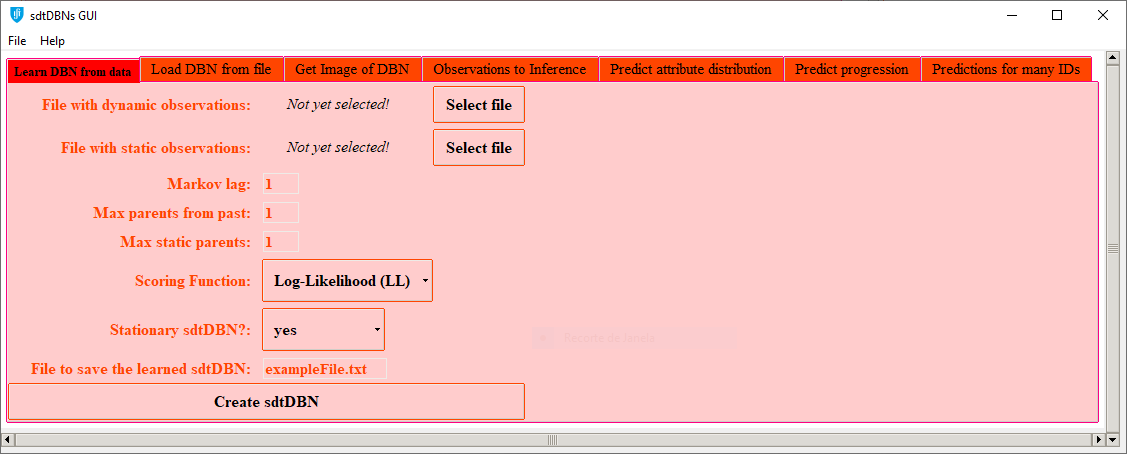 sdtDBNs GUI
File Help
Learn DBN from data Load DBN from file Get Image of DBN Observations to Inference Predict attribute distribution Predict progression Predictions for many IDs
File with dynamic observations: Not yet selected! Select file
File with static observations: Not yet selected! Select file
Markov lag: 1
Max parents from past: 1
Max static parents: 1
Scoring Function: Log-Likelihood (LL)
Stationary sdtDBN?: yes
File to save the learned sdtDBN: exampleFile.txt
Create sdtDBN